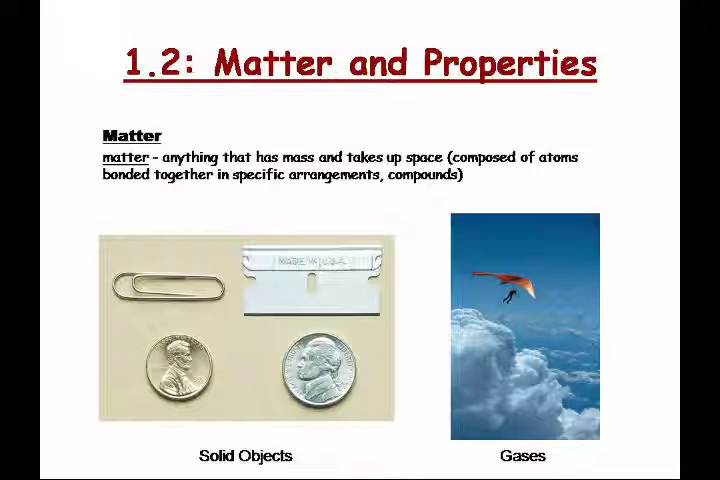 1.2: Matter and Properties
Matter
matter - anything that has mass and takes up space (composed of atoms
bonded together in specific arrangements, compounds)
MADE IN U.S.A.
Solid Objects
Gases